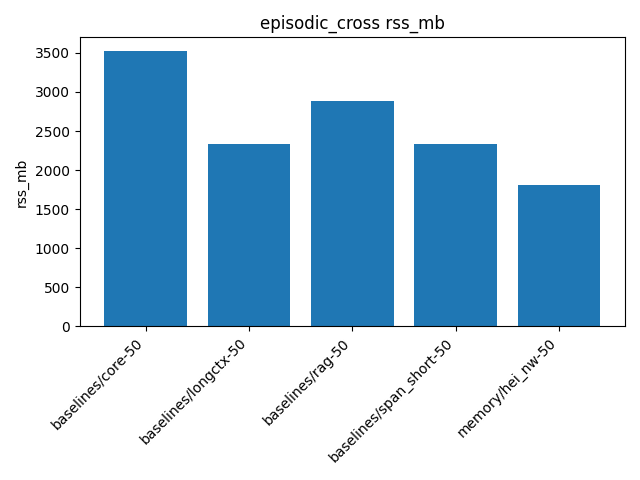 episodic_cross rss_mb
rss_mb
3500
3000
2500
2000
1500
1000
500
0
baselines/core-50
baselines/longctx-50
baselines/rag-50
baselines/span_short-50
memory/hei_nw-50